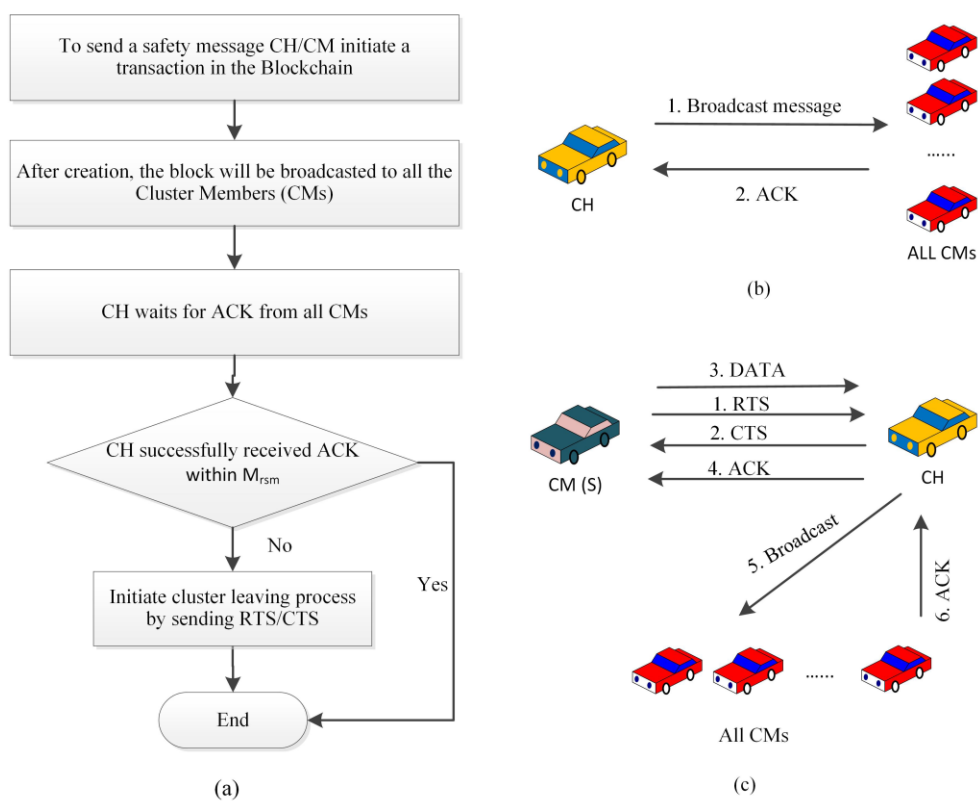 To send a safety message CH/CM initiate a
transaction in the Blockchain
After creation, the block will be broadcasted to all the
Cluster Members (CMs)
CH waits for ACK from all CMs
CH successfully received ACK
within Mrsm
No
Yes
Initiate cluster leaving process
by sending RTS/CTS
End
(a)
1. Broadcast message
2. ACK
CH
......
ALL CMs
(b)
3. DATA
1. RTS
2. CTS
4. ACK
CM (S)
CH
5. Broadcast
6. ACK
......
All CMs
(c)